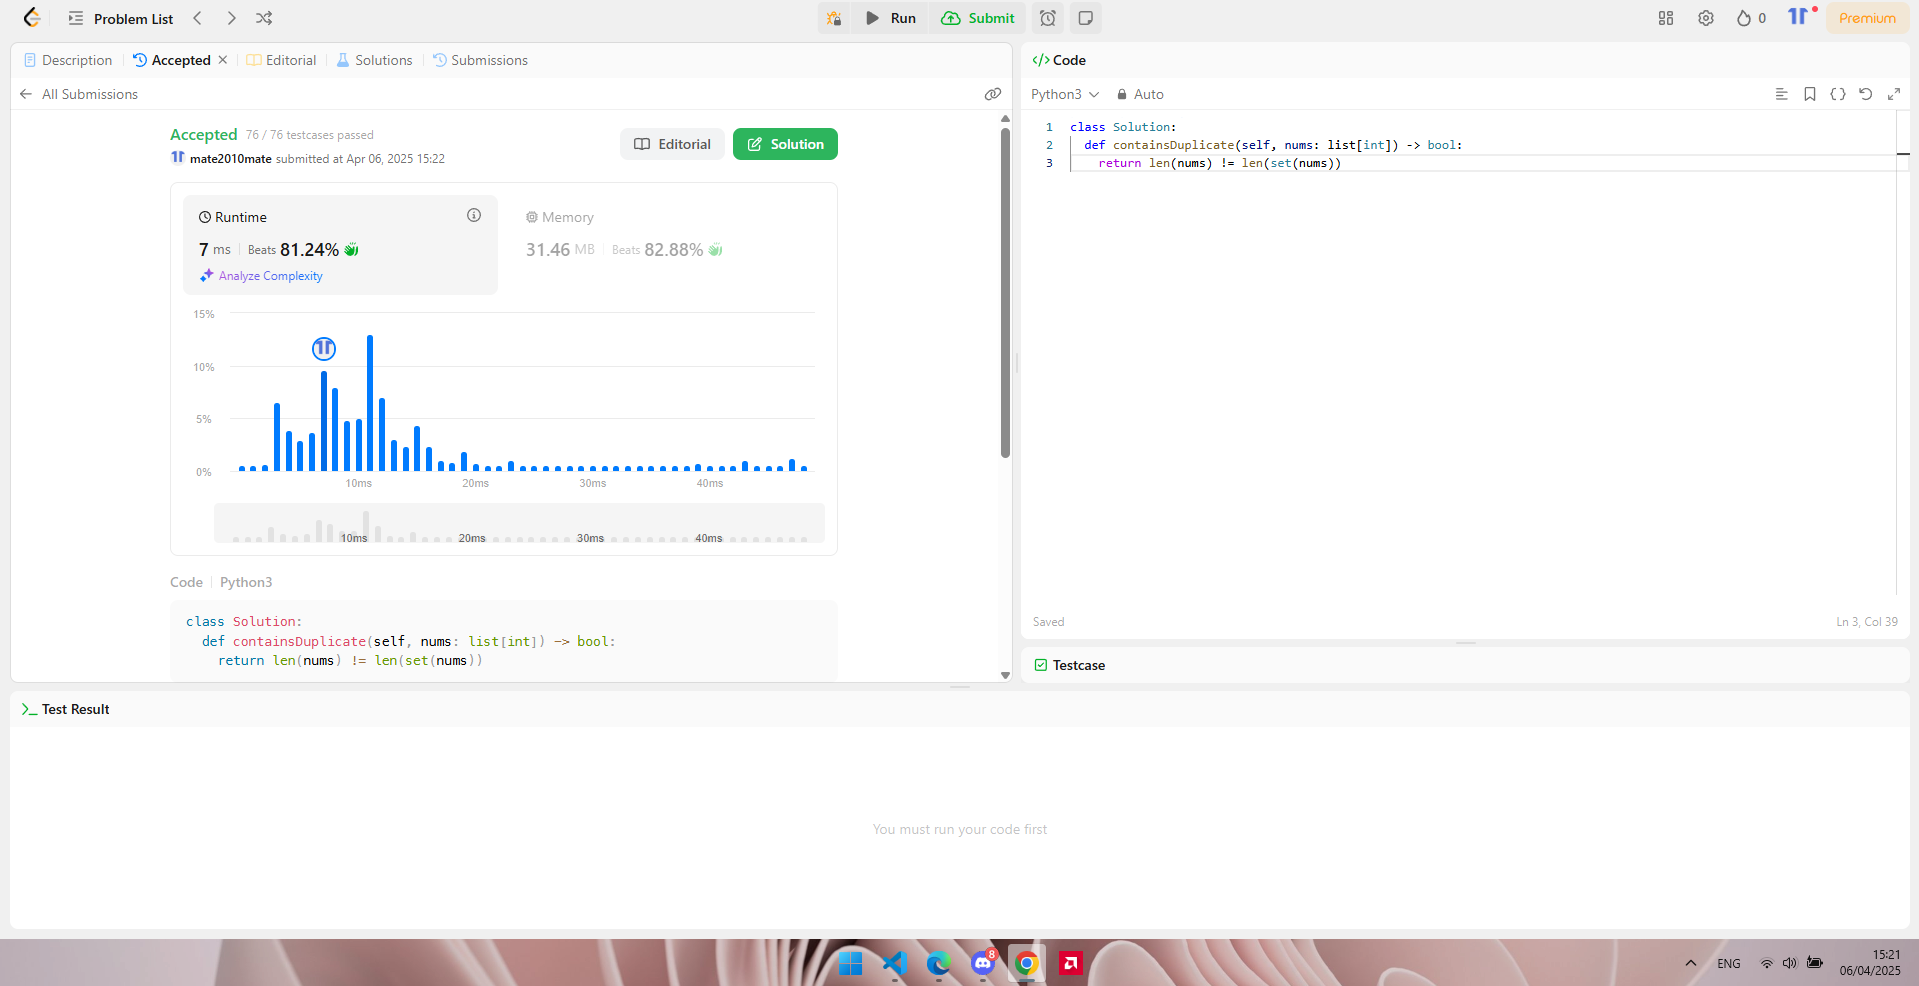 Problem List
Run
Submit
0
Premium
Description
Accepted
Editorial
Solutions
Submissions
All Submissions
Accepted 76 / 76 testcases passed
mate2010mate submitted at Apr 06, 2025 15:22
Editorial
Solution
Runtime
7 ms Beats 81.24%
Analyze Complexity
Memory
31.46 MB Beats 82.88%
15%
10%
5%
0%
10ms 20ms 30ms 40ms
10ms 20ms 30ms 40ms
Code Python3
class Solution:
def containsDuplicate(self, nums: list[int]) -> bool:
return len(nums) != len(set(nums))
</> Code
Python3
Auto
1 class Solution:
2 def containsDuplicate(self, nums: list[int]) -> bool:
3 return len(nums) != len(set(nums))
Saved
Ln 3, Col 39
Testcase
Test Result
You must run your code first
8
ENG
15:21
06/04/2025